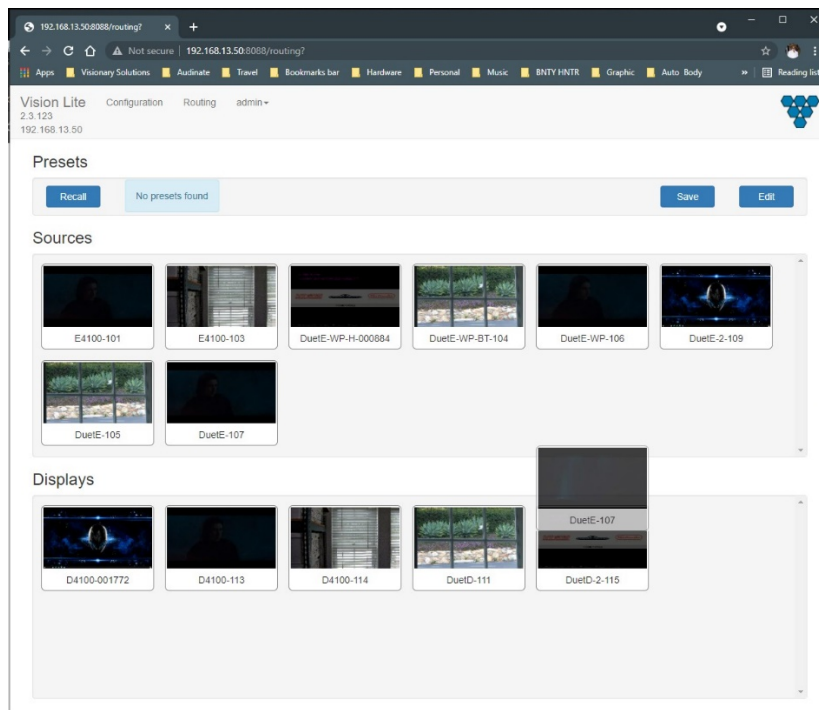 192.168.13.50:8088/routing?
Not secure | 192.168.13.50:8088/routing?
Apps Visionary Solutions Audinate Travel Bookmarks bar Hardware Personal Music BNTY HNTR Graphic Auto Body » Reading list
Vision Lite Configuration Routing admin
2.3.123
192.168.13.50
Presets
Recall No presets found Save Edit
Sources
E4100-101 E4100-103 DuetE-WP-H-000884 DuetE-WP-BT-104 DuetE-WP-106 DuetE-2-109
DuetE-105 DuetE-107
Displays
DuetE-107
D4100-001772 D4100-113 D4100-114 DuetD-111 DuetD-2-115